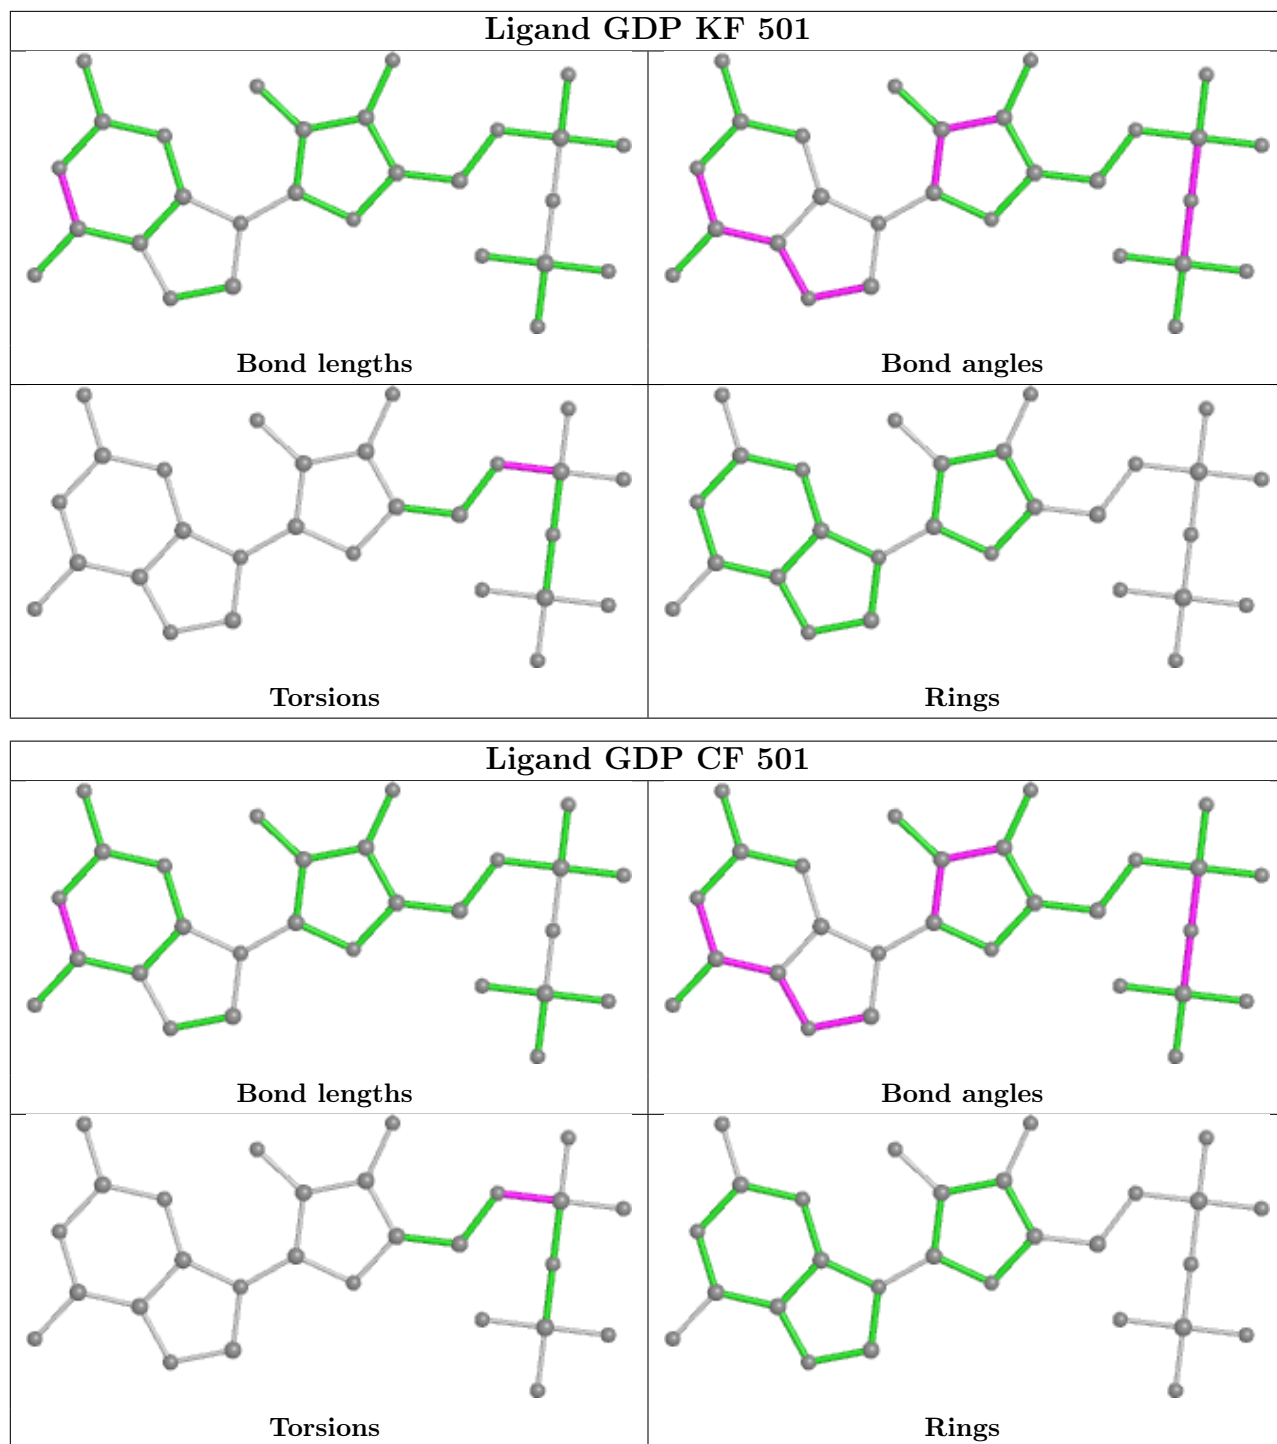 Ligand GDP KF 501
Bond lengths
Bond angles
Torsions
Rings
Ligand GDP CF 501
Bond lengths
Bond angles
Torsions
Rings